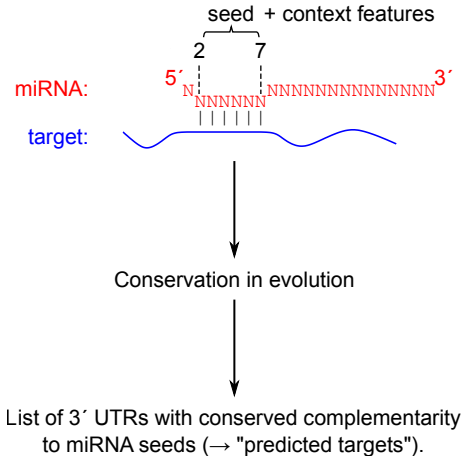 seed + context features
2 7
5´ 3´
miRNA: N NNNNNN NNNNNNNNNNNNNNN
target:
Conservation in evolution
List of 3´ UTRs with conserved complementarity
to miRNA seeds (→ "predicted targets").